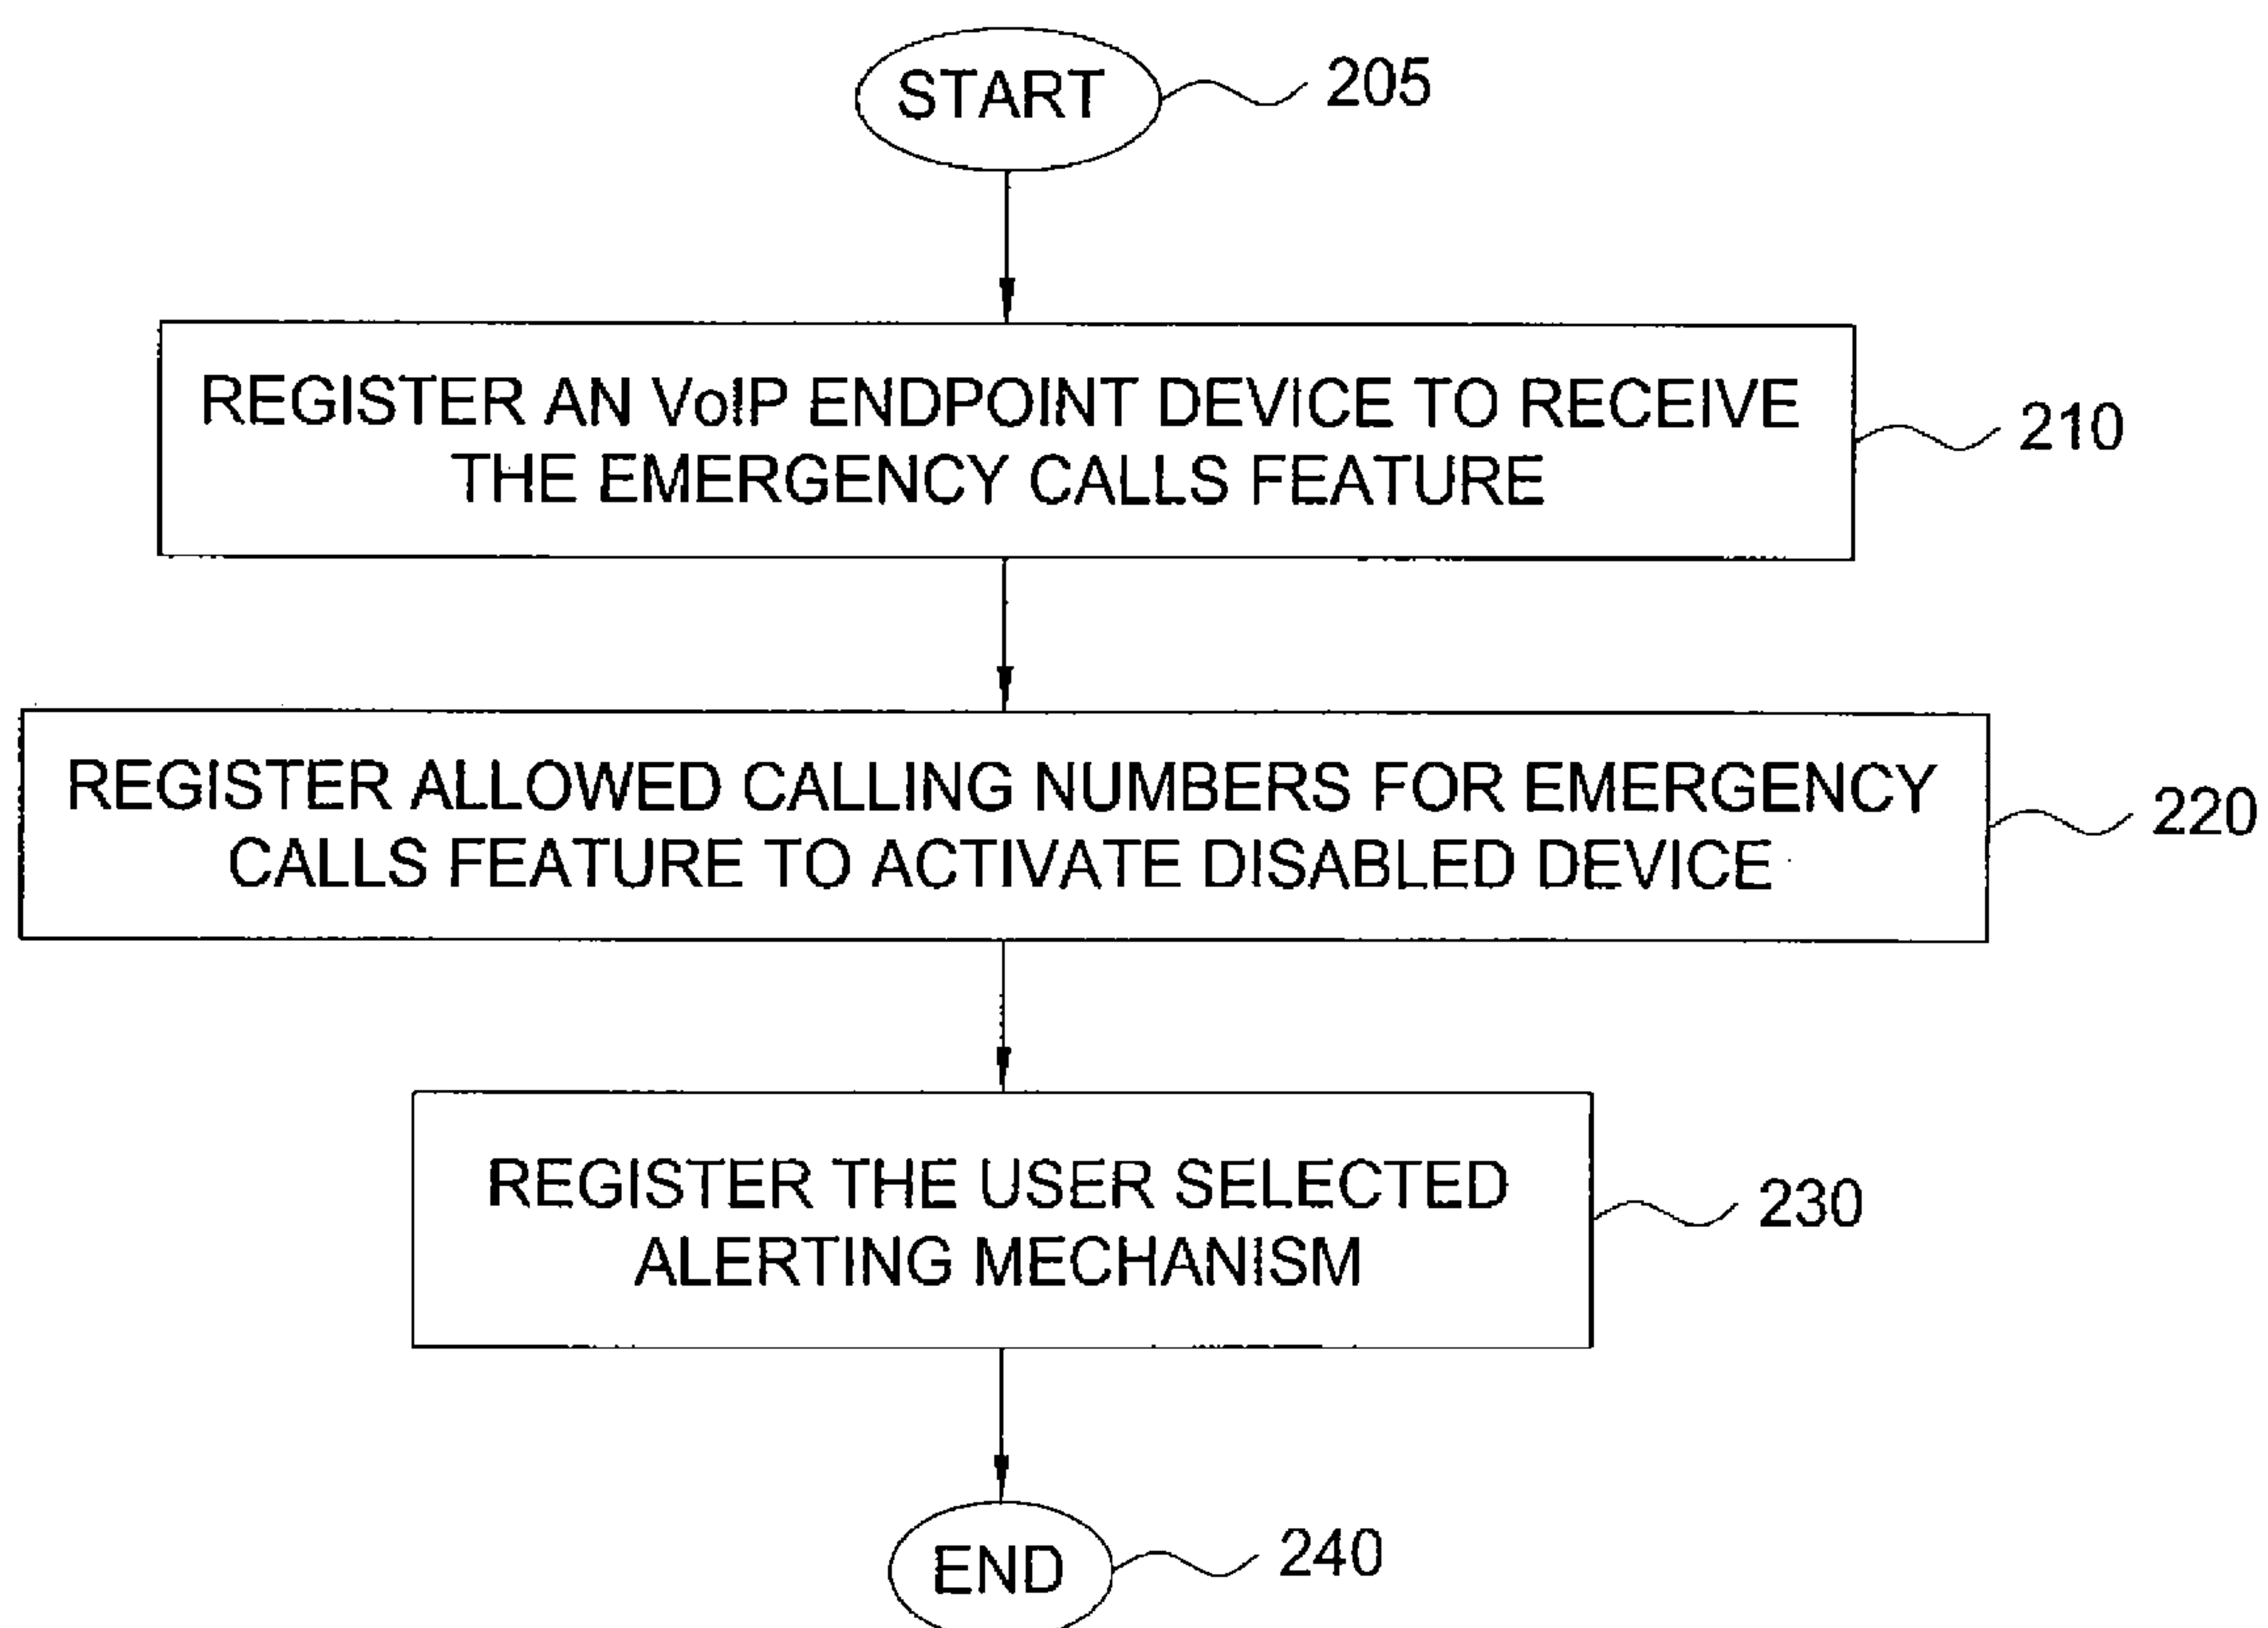 START
205
REGISTER AN VoIP ENDPOINT DEVICE TO RECEIVE
THE EMERGENCY CALLS FEATURE
210
REGISTER ALLOWED CALLING NUMBERS FOR EMERGENCY
CALLS FEATURE TO ACTIVATE DISABLED DEVICE
220
REGISTER THE USER SELECTED
ALERTING MECHANISM
230
END
240